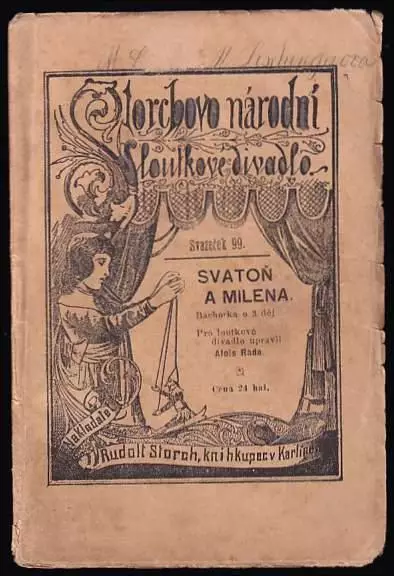 Storchovo národní
Loutkové divadlo.
Svazeček 99.
SVATOŇ
A MILENA.
Báchorka o 3 děj
Pro loutkové
divadlo upravil
Alois Rada.
Cena 24 hal.
Nakladatel
Rudolf Storch, knihkupec v Karlíně.